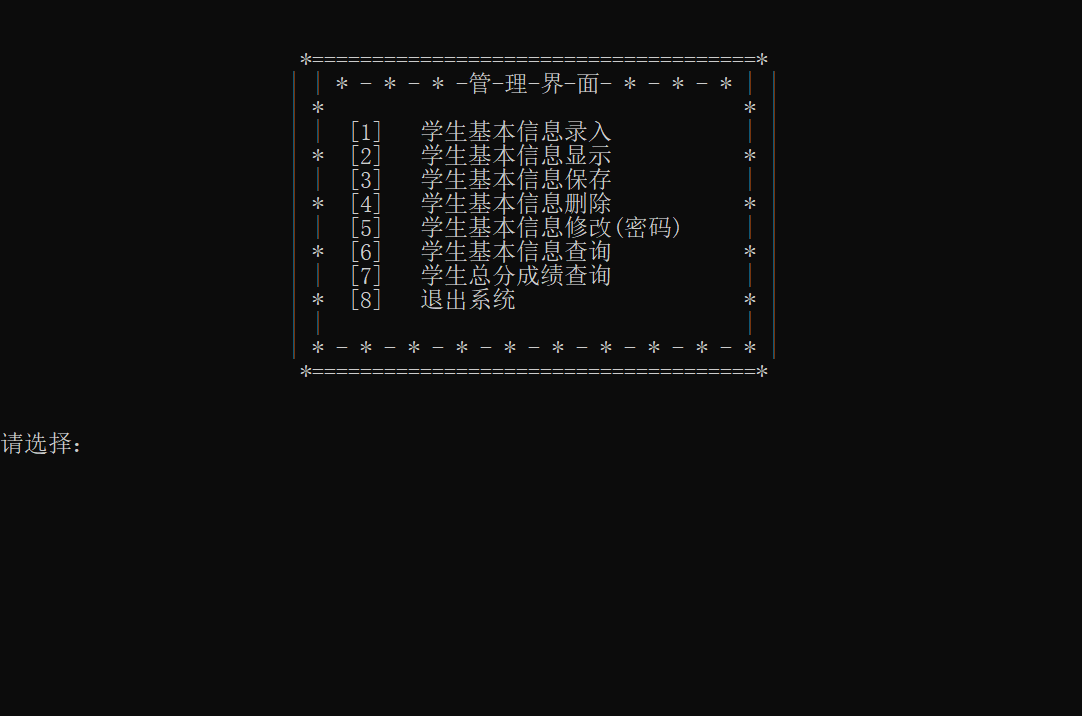 *=====================================*
| | * - * - * -管-理-界-面- * - * - * | |
| * * |
| | [1] 学生基本信息录入 | |
| * [2] 学生基本信息显示 * |
| | [3] 学生基本信息保存 | |
| * [4] 学生基本信息删除 * |
| | [5] 学生基本信息修改(密码) | |
| * [6] 学生基本信息查询 * |
| | [7] 学生总分成绩查询 | |
| * [8] 退出系统 * |
| | | |
| * - * - * - * - * - * - * - * - * - * |
*=====================================*
请选择: